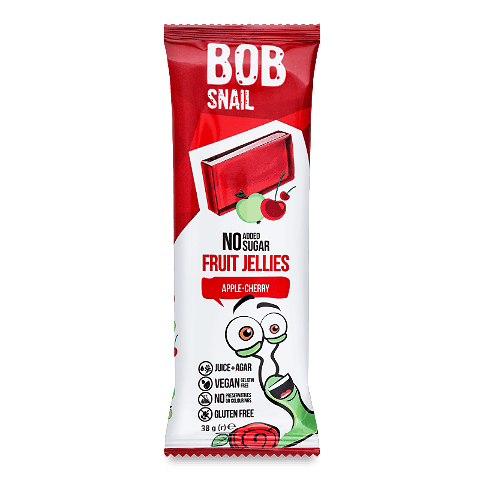 BOB
SNAIL
NO ADDED SUGAR
FRUIT JELLIES
APPLE-CHERRY
JUICE+AGAR
VEGAN GELATIN FREE
NO PRESERVATIVES OR COLOURINGS
GLUTEN FREE
38 g (г) ℮